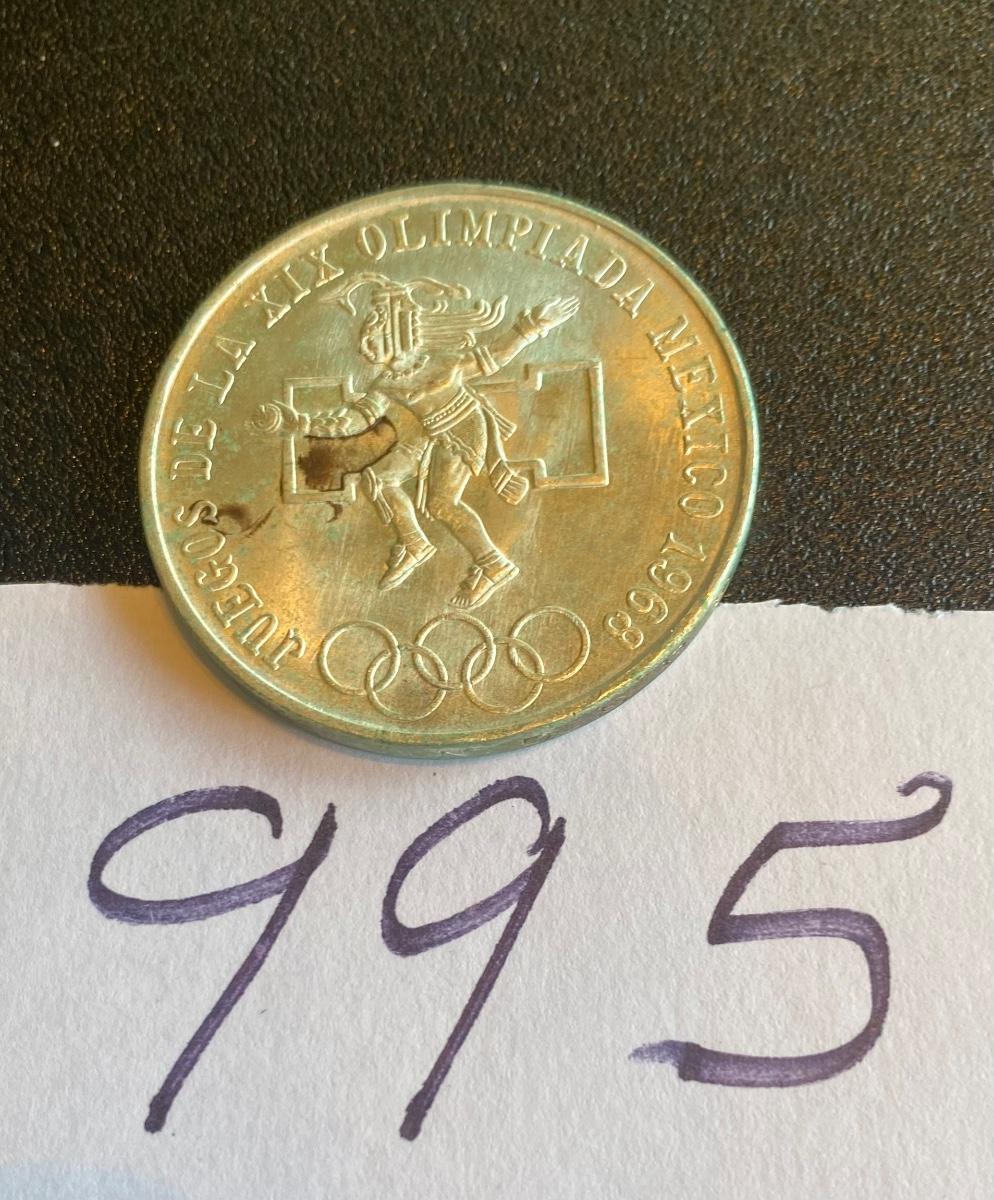 JUEGOS DE LA XIX OLIMPIADA MEXICO 1968
995